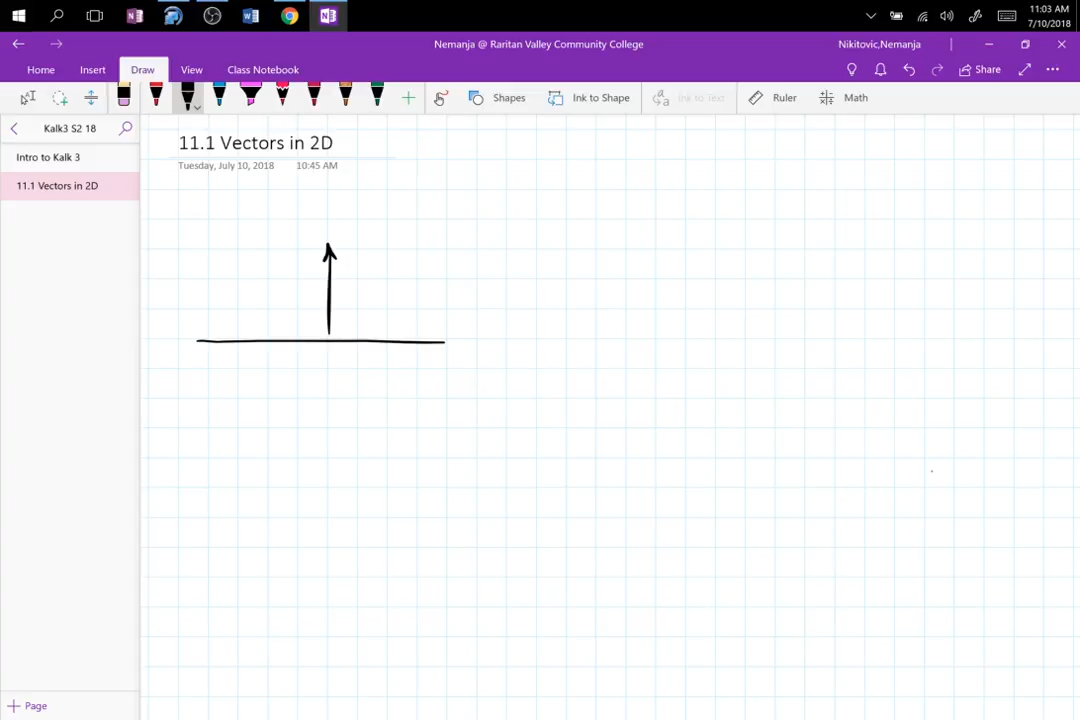 11:03 AM
7/10/2018
Nemanja @ Raritan Valley Community College
Nikitovic,Nemanja
Home Insert Draw View Class Notebook
Share
Shapes Ink to Shape Ink to Text Ruler Math
Kalk3 S2 18
Intro to Kalk 3
11.1 Vectors in 2D
11.1 Vectors in 2D
Tuesday, July 10, 2018 10:45 AM
Page